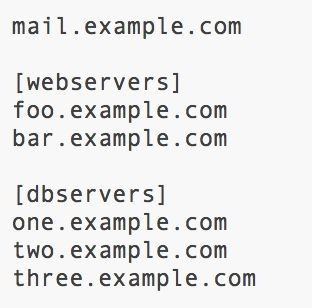 mail.example.com
[webservers]
foo.example.com
bar.example.com
[dbservers]
one.example.com
two.example.com
three.example.com